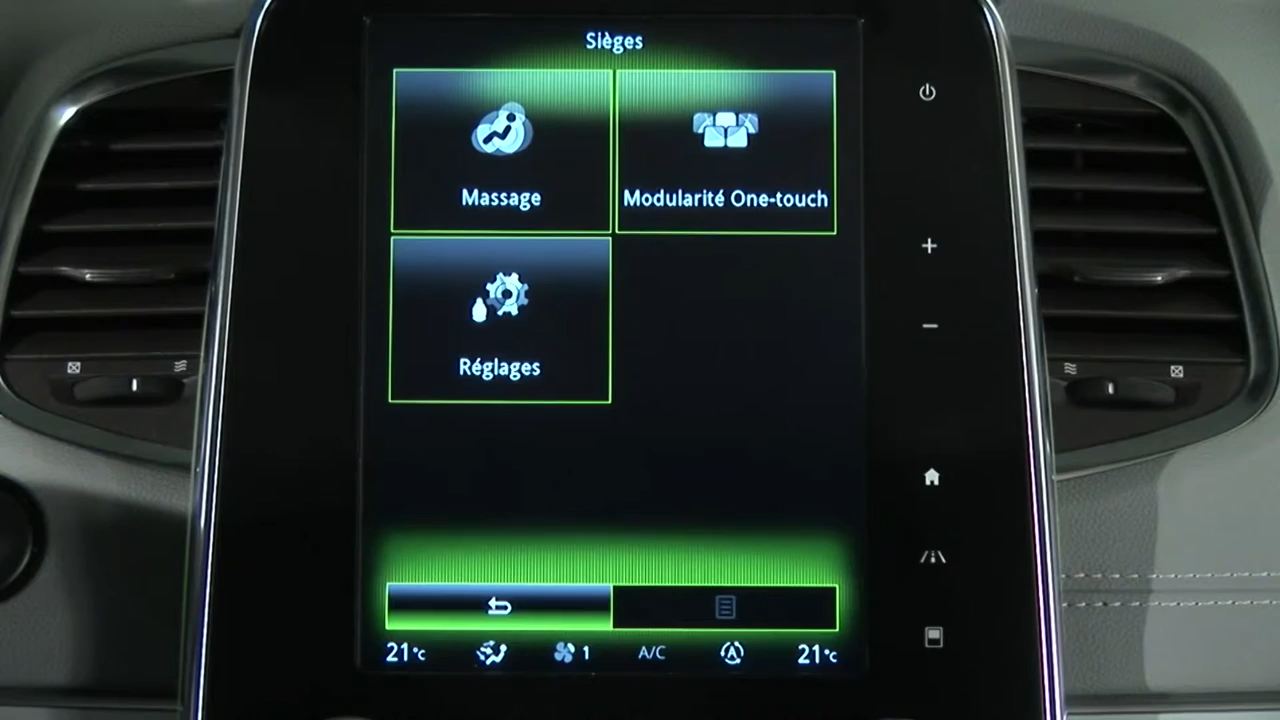 Sièges
Massage
Modularité One-touch
Réglages
21°c
1
A/C
A
21°c